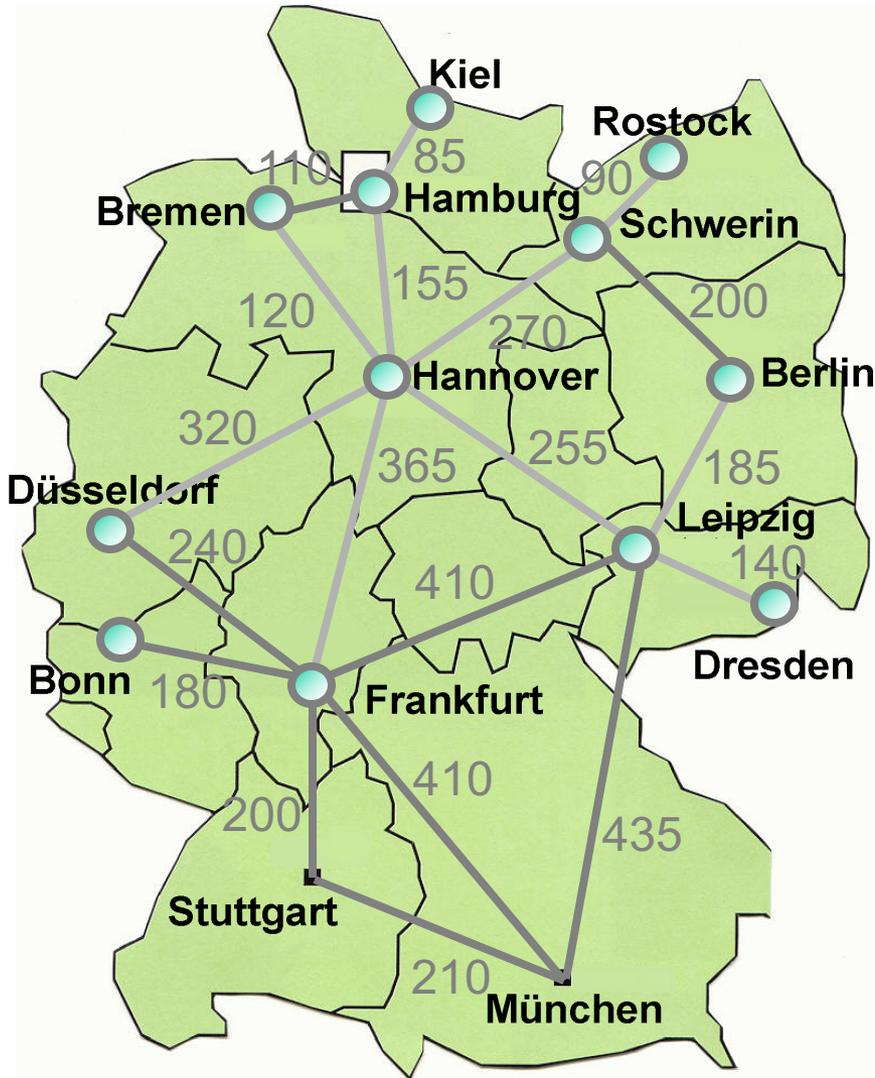 Kiel
Rostock
110
85
90
Bremen
Hamburg
Schwerin
155
200
120
270
Hannover
Berlin
320
255
365
185
Düsseldorf
Leipzig
240
140
410
Bonn
180
Dresden
Frankfurt
410
200
435
Stuttgart
210
München